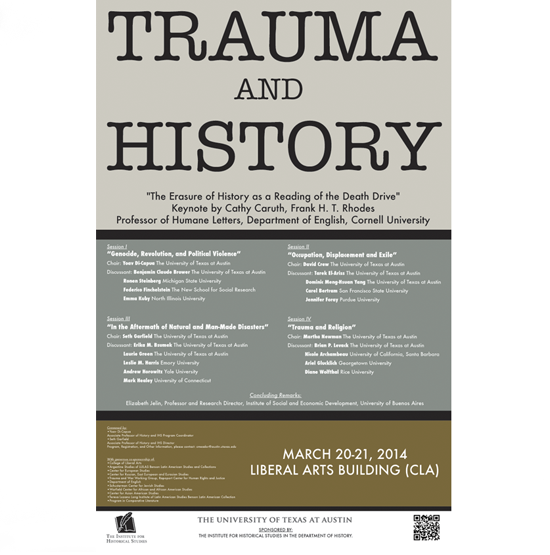 TRAUMA
AND
HISTORY
"The Erasure of History as a Reading of the Death Drive"
Keynote by Cathy Caruth, Frank H. T. Rhodes
Professor of Humane Letters, Department of English, Cornell University
Session I
"Genocide, Revolution, and Political Violence"
Chair: Yoav Di-Capua The University of Texas at Austin
Discussant: Benjamin Claude Brower The University of Texas at Austin
Ronen Steinberg Michigan State University
Federico Finchelstein The New School for Social Research
Emma Kuby North Illinois University
Session II
"Occupation, Displacement and Exile"
Chair: David Crew The University of Texas at Austin
Discussant: Tarek El-Ariss The University of Texas at Austin
Dominic Meng-Hsuan Yang The University of Texas at Austin
Carel Bertram San Francisco State University
Jennifer Foray Purdue University
Session III
"In the Aftermath of Natural and Man-Made Disasters"
Chair: Seth Garfield The University of Texas at Austin
Discussant: Erika M. Bsumek The University of Texas at Austin
Laurie Green The University of Texas at Austin
Leslie M. Harris Emory University
Andrew Horowitz Yale University
Mark Healey University of Connecticut
Session IV
"Trauma and Religion"
Chair: Martha Newman The University of Texas at Austin
Discussant: Brian P. Levack The University of Texas at Austin
Nicole Archambeau University of California, Santa Barbara
Ariel Glucklich Georgetown University
Diane Wolfthal Rice University
Concluding Remarks:
Elizabeth Jelin, Professor and Research Director, Institute of Social and Economic Development, University of Buenos Aires
MARCH 20-21, 2014
LIBERAL ARTS BUILDING (CLA)
THE INSTITUTE FOR
HISTORICAL STUDIES
THE UNIVERSITY OF TEXAS AT AUSTIN
SPONSORED BY:
THE INSTITUTE FOR HISTORICAL STUDIES IN THE DEPARTMENT OF HISTORY.